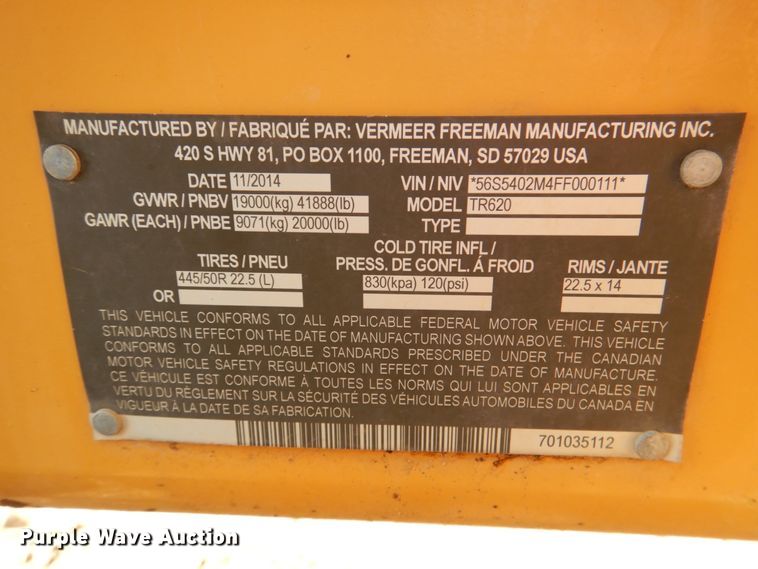 MANUFACTURED BY / FABRIQUÉ PAR: VERMEER FREEMAN MANUFACTURING INC.
420 S HWY 81, PO BOX 1100, FREEMAN, SD 57029 USA
DATE 11/2014 VIN / NIV *56S5402M4FF000111*
GVWR / PNBV 19000(kg) 41888(lb) MODEL TR620
GAWR (EACH) / PNBE 9071(kg) 20000(lb) TYPE
TIRES / PNEU COLD TIRE INFL / PRESS. DE GONFL. Á FROID RIMS / JANTE
445/50R 22.5 (L) 830(kpa) 120(psi) 22.5 x 14
OR
THIS VEHICLE CONFORMS TO ALL APPLICABLE FEDERAL MOTOR VEHICLE SAFETY
STANDARDS IN EFFECT ON THE DATE OF MANUFACTURING SHOWN ABOVE. THIS VEHICLE
CONFORMS TO ALL APPLICABLE STANDARDS PRESCRIBED UNDER THE CANADIAN
MOTOR VEHICLE SAFETY REGULATIONS IN EFFECT ON THE DATE OF MANUFACTURE.
CE VÉHICULE EST CONFORME À TOUTES LES NORMS QUI LUI SONT APPLICABLES EN
VERTU DU RÈGLEMENT SUR LA SÉCURITÉ DES VÉHICULES AUTOMOBILES DU CANADA EN
VIGUEUR À LA DATE DE SA FABRICATION.
701035112
Purple Wave Auction